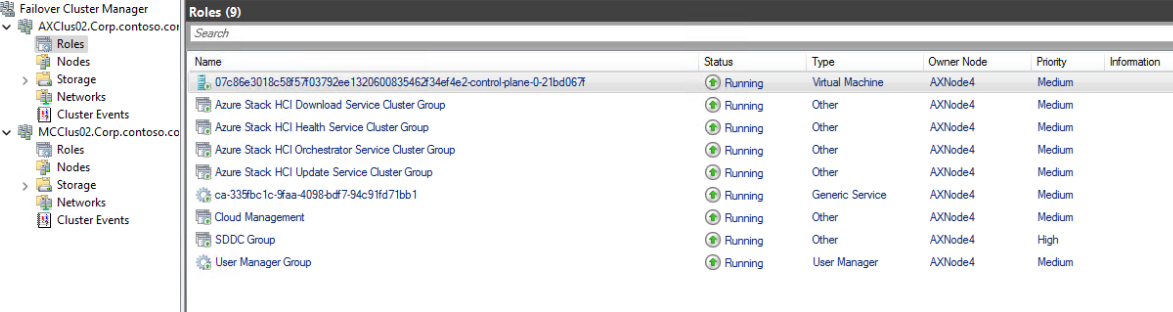 Failover Cluster Manager
AXClus02.Corp.contoso.cor
Roles
Nodes
Storage
Networks
Cluster Events
MCClus02.Corp.contoso.co
Roles
Nodes
Storage
Networks
Cluster Events
Roles (9)
Search
Name Status Type Owner Node Priority Information
07c86e3018c58f57f03792ee1320600835462f34ef4e2-control-plane-0-21bd067f Running Virtual Machine AXNode4 Medium
Azure Stack HCI Download Service Cluster Group Running Other AXNode4 Medium
Azure Stack HCI Health Service Cluster Group Running Other AXNode4 Medium
Azure Stack HCI Orchestrator Service Cluster Group Running Other AXNode4 Medium
Azure Stack HCI Update Service Cluster Group Running Other AXNode4 Medium
ca-335fbc1c-9faa-4098-bdf7-94c91fd71bb1 Running Generic Service AXNode4 Medium
Cloud Management Running Other AXNode4 Medium
SDDC Group Running Other AXNode4 High
User Manager Group Running User Manager AXNode4 Medium